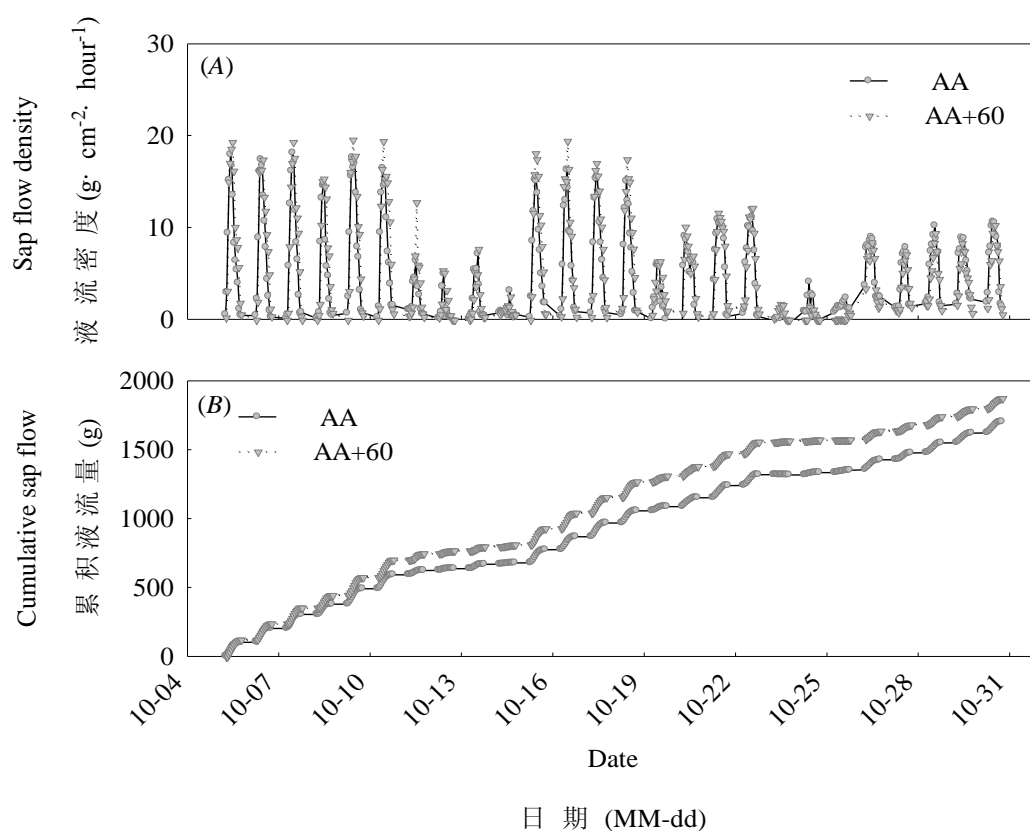 Sap flow density
液 流 密 度 (g· cm-2· hour-1)
30
20
10
0
(A)
AA
AA+60
Cumulative sap flow
累 积 液 流 量 (g)
2000
1500
1000
500
0
(B)
AA
AA+60
10-04
10-07
10-10
10-13
10-16
10-19
10-22
10-25
10-28
10-31
Date
日 期 (MM-dd)